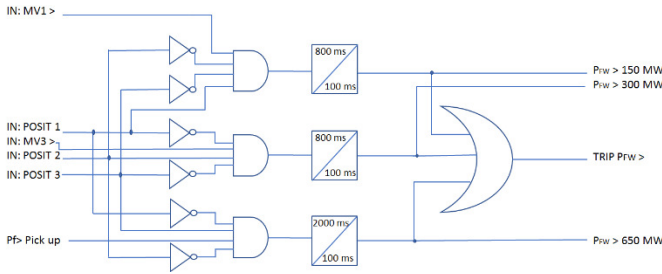 IN: MV1 >
800 ms
100 ms
PFW > 150 MW
PFW > 300 MW
IN: POSIT 1
IN: MV3 >
IN: POSIT 2
IN: POSIT 3
800 ms
100 ms
TRIP PFW >
2000 ms
100 ms
Pf> Pick up
PFW > 650 MW